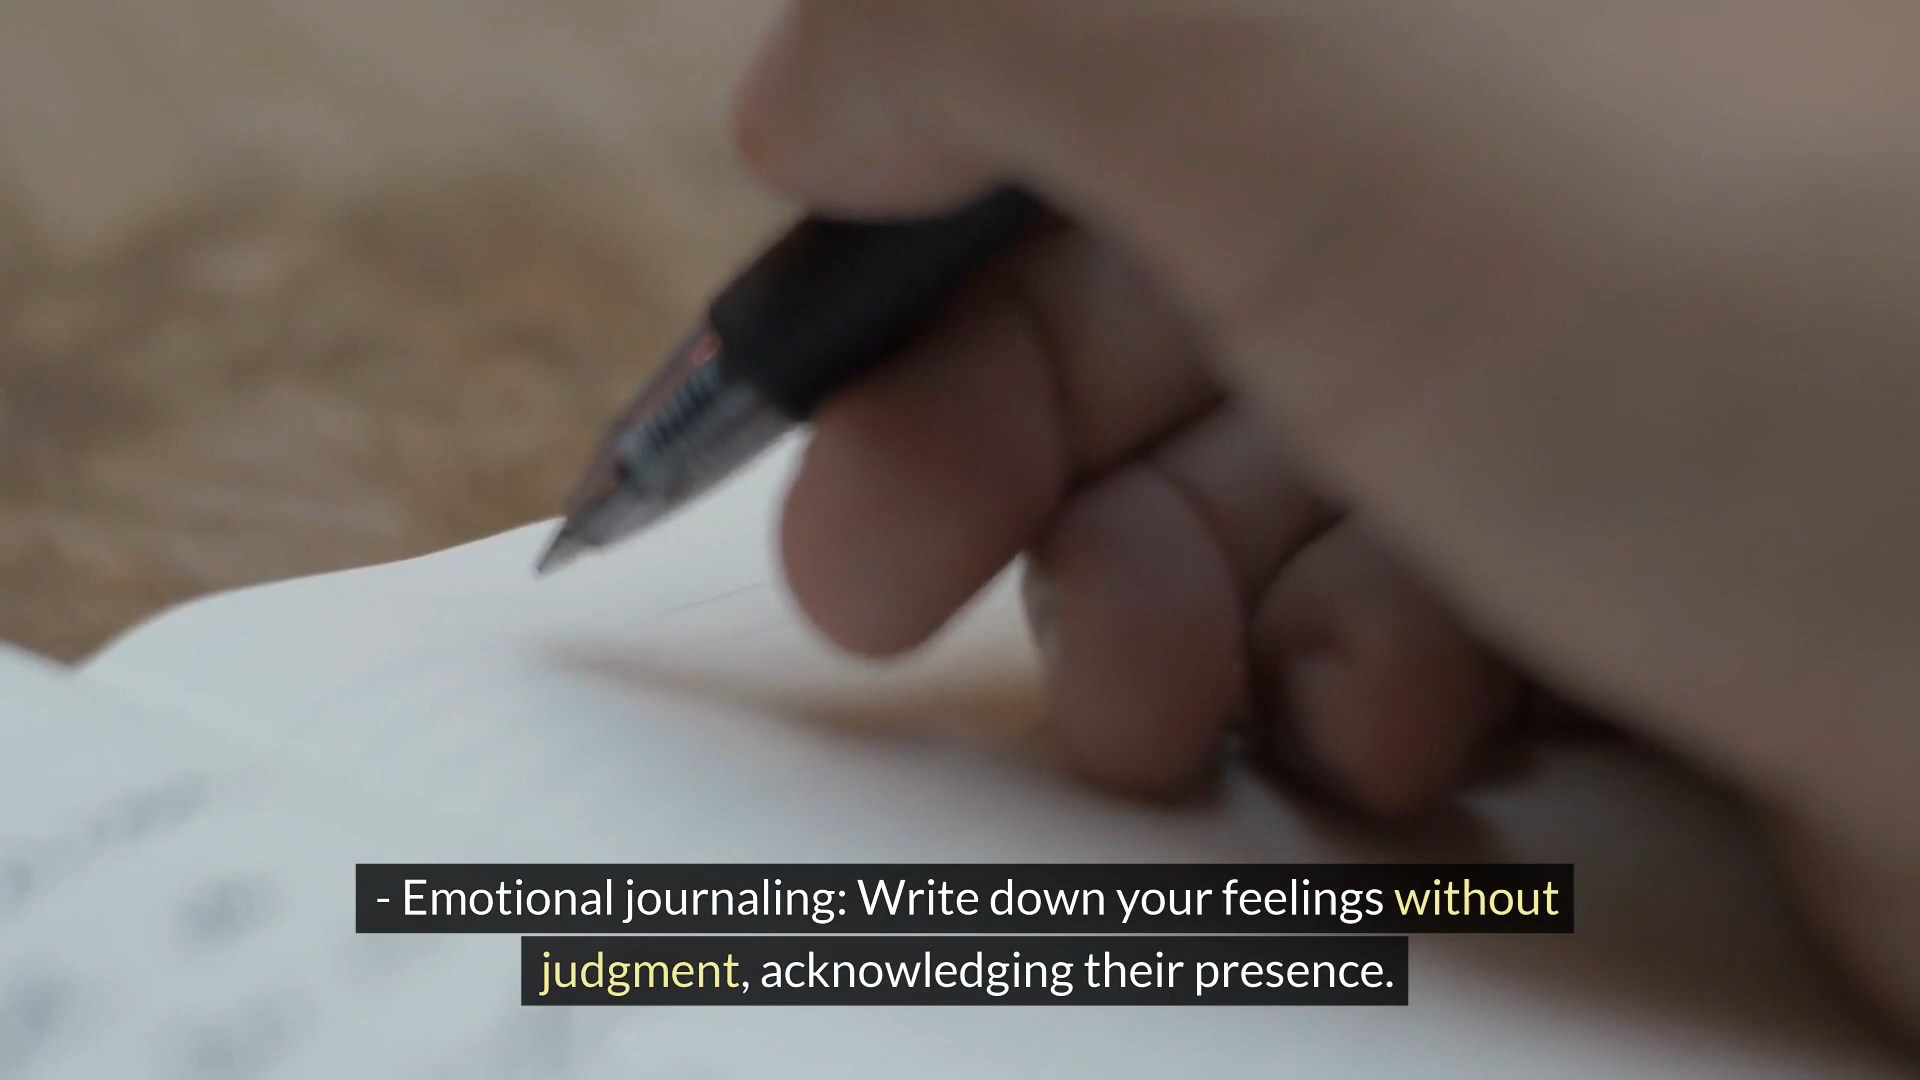 - Emotional journaling: Write down your feelings without
judgment, acknowledging their presence.